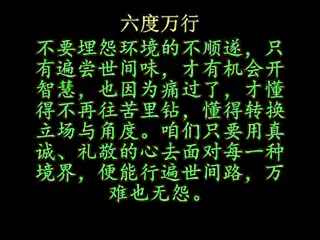 六度万行
不要埋怨环境的不顺遂，只
有遍尝世间味，才有机会开
智慧，也因为痛过了，才懂
得不再往苦里钻，懂得转换
立场与角度。咱们只要用真
诚、礼敬的心去面对每一种
境界，便能行遍世间路，万
难也无怨。